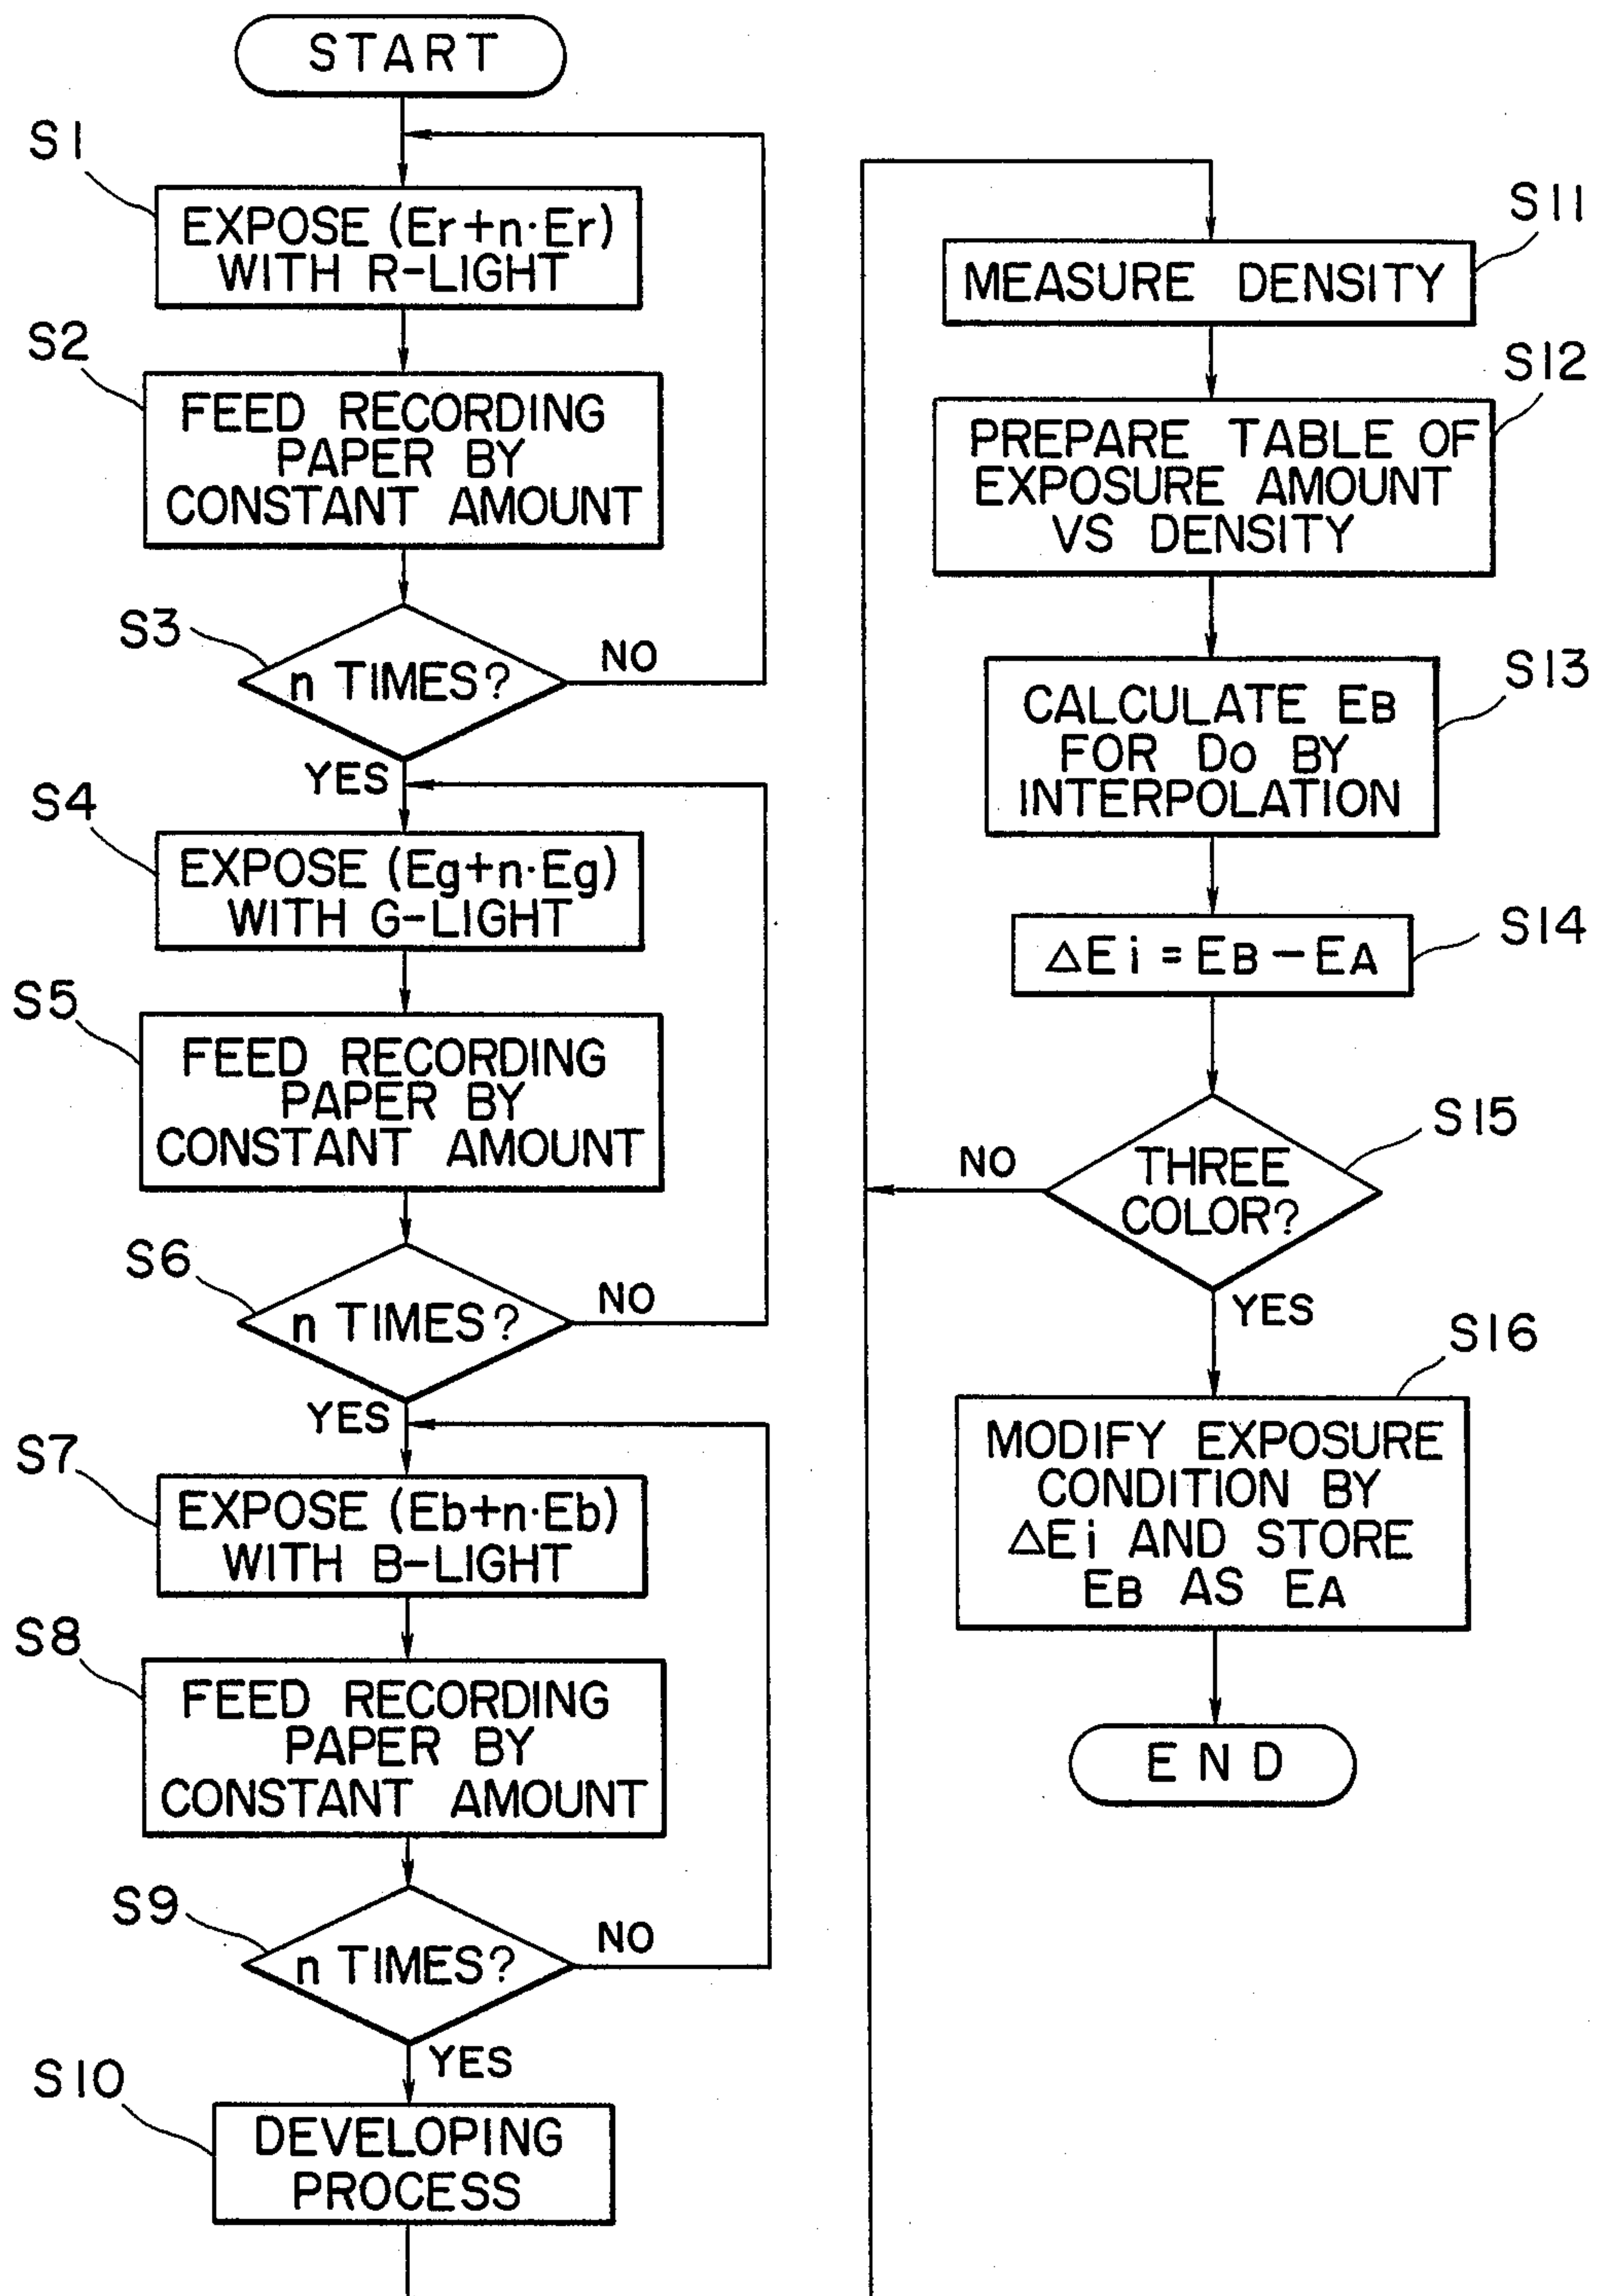 START
S1
EXPOSE (Er+n·Er)
WITH R-LIGHT
S2
FEED RECORDING
PAPER BY
CONSTANT AMOUNT
S3
n TIMES?
NO
YES
S4
EXPOSE (Eg+n·Eg)
WITH G-LIGHT
S5
FEED RECORDING
PAPER BY
CONSTANT AMOUNT
S6
n TIMES?
NO
YES
S7
EXPOSE (Eb+n·Eb)
WITH B-LIGHT
S8
FEED RECORDING
PAPER BY
CONSTANT AMOUNT
S9
n TIMES?
NO
YES
S10
DEVELOPING
PROCESS
S11
MEASURE DENSITY
S12
PREPARE TABLE OF
EXPOSURE AMOUNT
VS DENSITY
S13
CALCULATE EB
FOR Do BY
INTERPOLATION
S14
△Ei = EB − EA
S15
THREE
COLOR?
NO
YES
S16
MODIFY EXPOSURE
CONDITION BY
△Ei AND STORE
EB AS EA
END